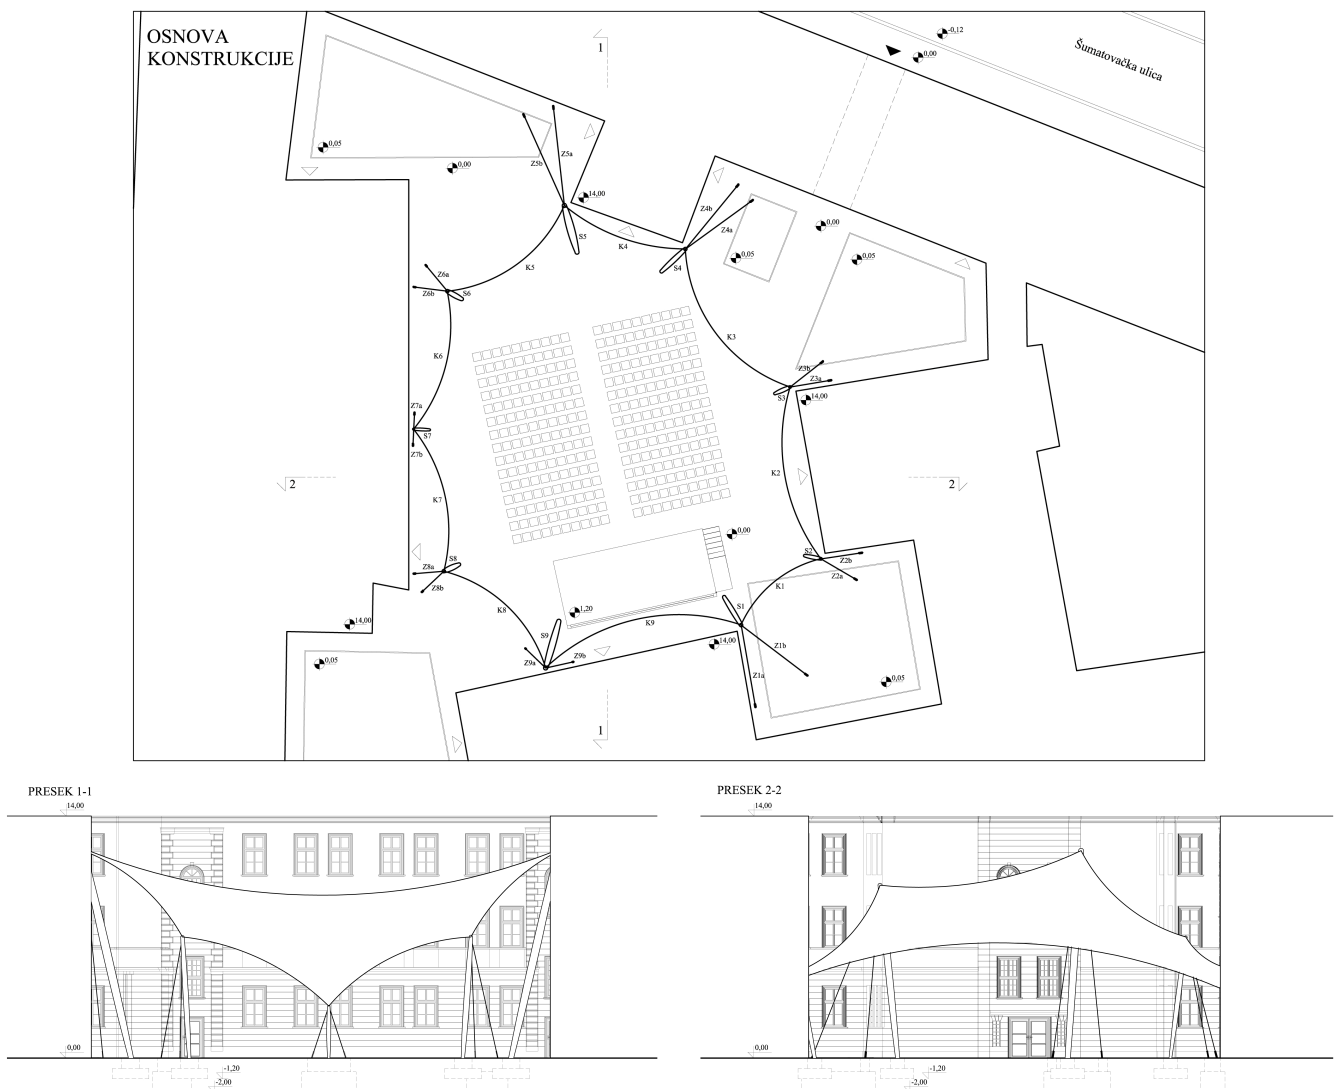 OSNOVA
KONSTRUKCIJE
1
-0,12
0,00
Šumatovačka ulica
0,05
0,00
Z5b
Z5a
14,00
S5
K4
Z4b
Z4a
S4
0,00
0,05
0,05
K5
Z6a
Z6b
S6
K3
K6
Z3b
Z3a
S3
14,00
Z7a
S7
Z7b
K2
2
2
K7
0,00
S8
Z8a
Z8b
S2
Z2b
Z2a
K1
K8
1,20
S1
14,00
K9
S9
Z9a
Z9b
14,00
Z1b
Z1a
0,05
0,05
1
PRESEK 1-1
14,00
0,00
-1,20
-2,00
PRESEK 2-2
14,00
0,00
-1,20
-2,00